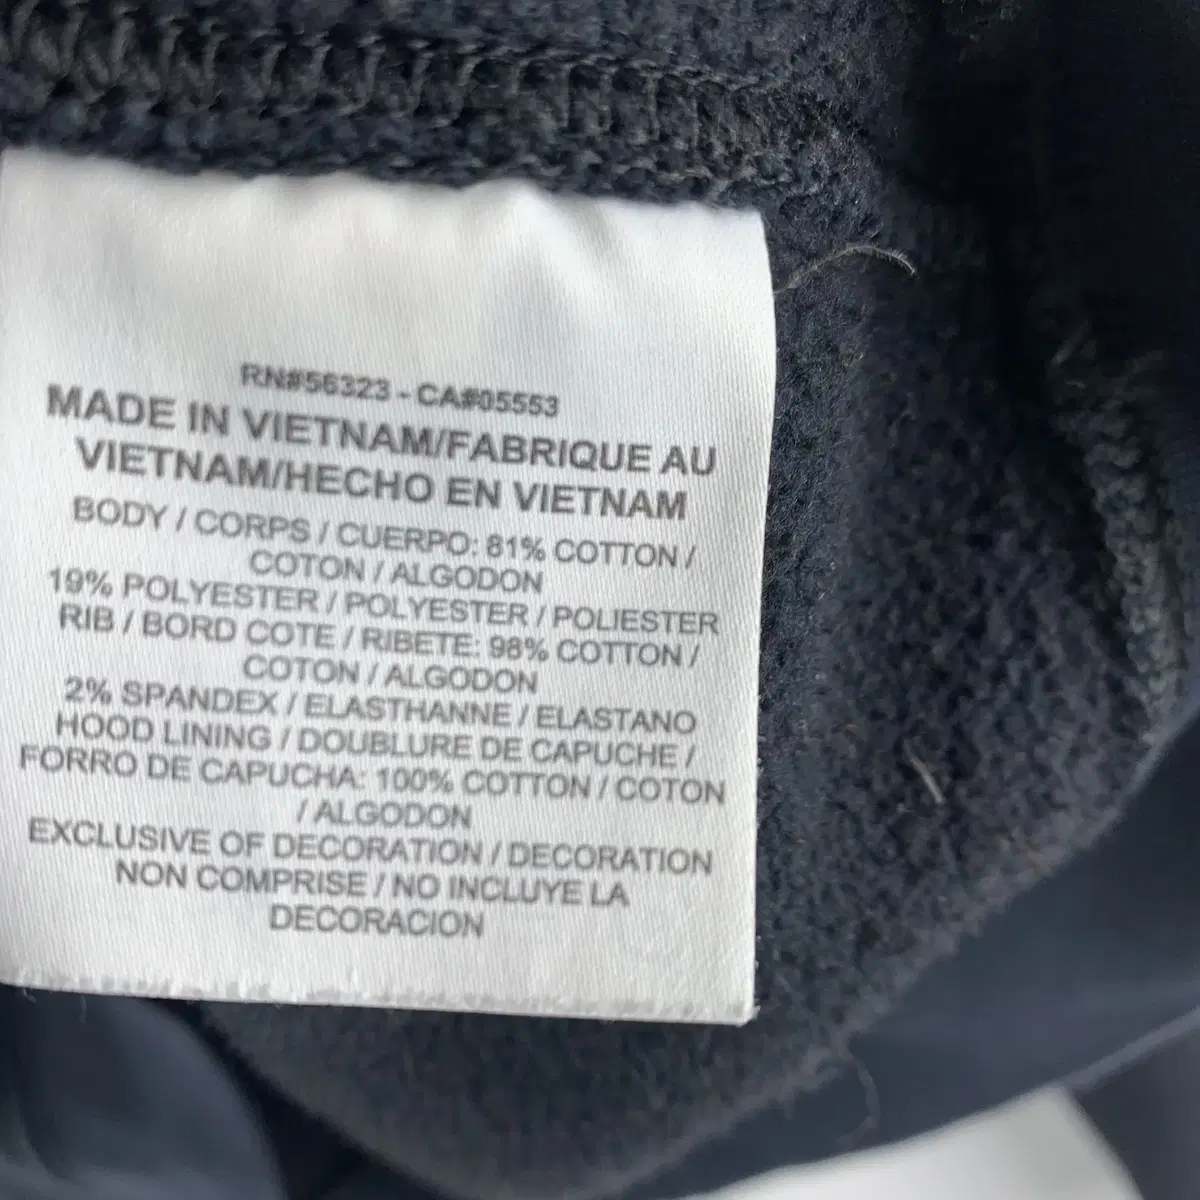 RN#56323 - CA#05553
MADE IN VIETNAM/FABRIQUE AU
VIETNAM/HECHO EN VIETNAM
BODY / CORPS / CUERPO: 81% COTTON /
COTON / ALGODON
19% POLYESTER / POLYESTER / POLIESTER
RIB / BORD COTE / RIBETE: 98% COTTON /
COTON / ALGODON
2% SPANDEX / ELASTHANNE / ELASTANO
HOOD LINING / DOUBLURE DE CAPUCHE /
FORRO DE CAPUCHA: 100% COTTON / COTON
/ ALGODON
EXCLUSIVE OF DECORATION / DECORATION
NON COMPRISE / NO INCLUYE LA
DECORACION